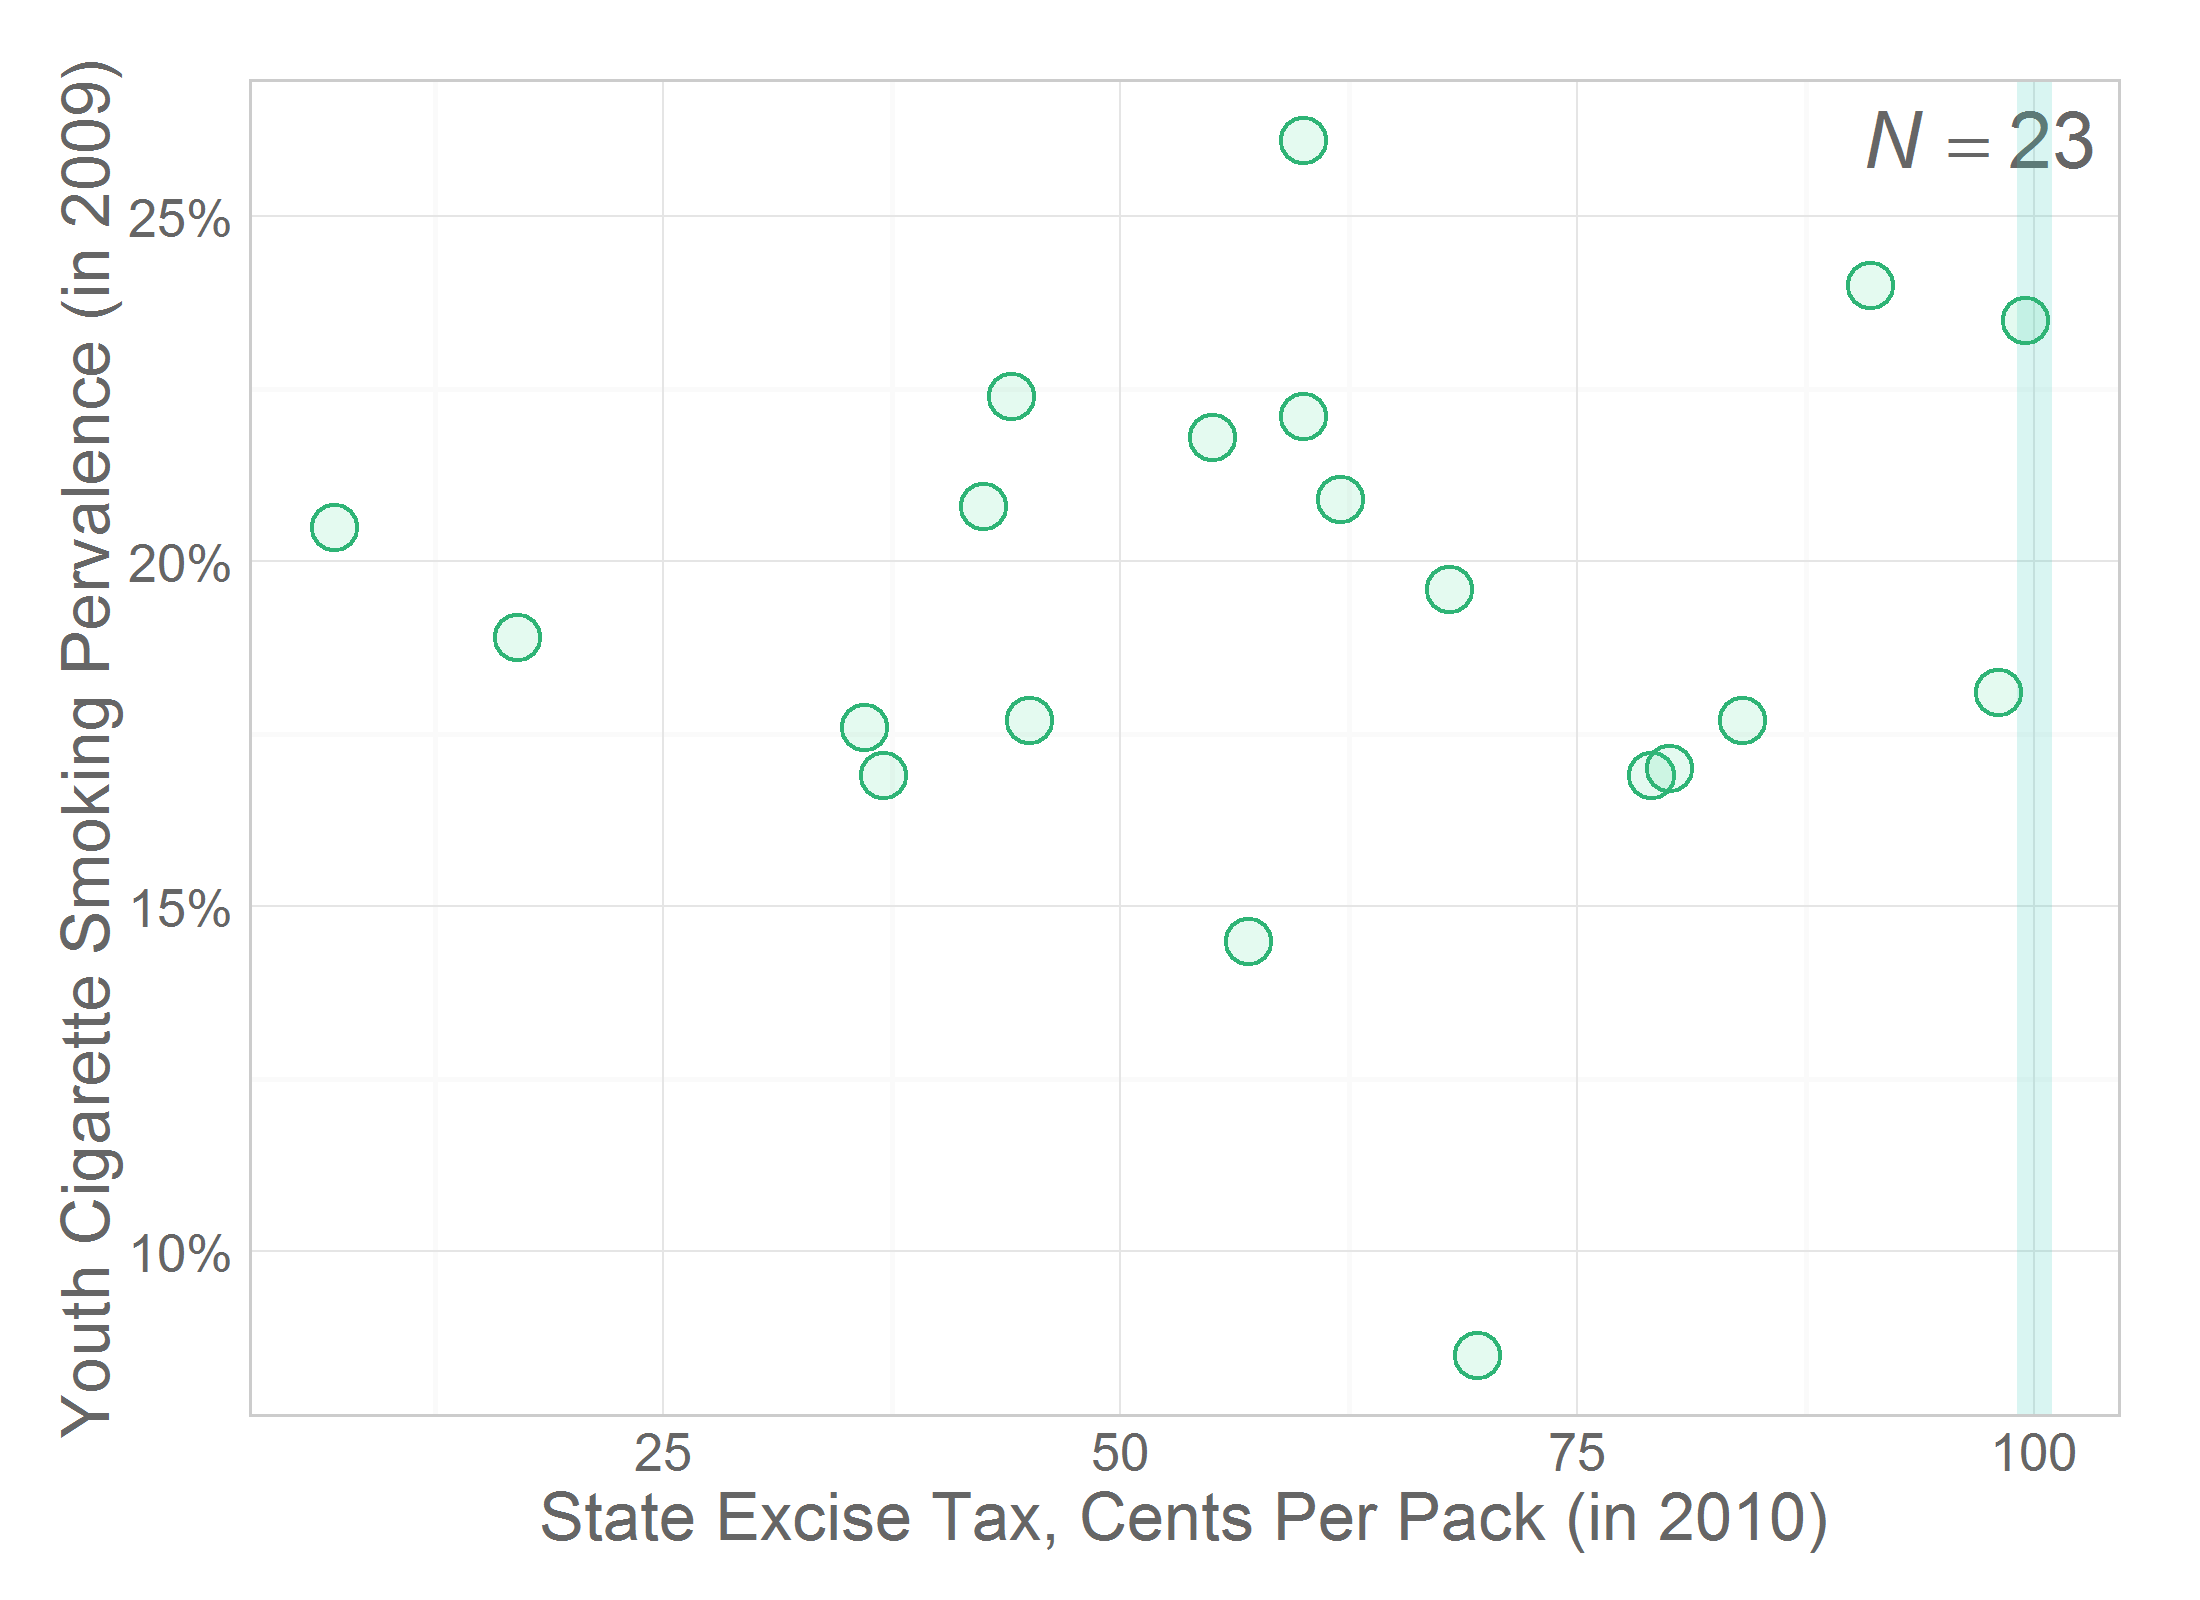 Youth Cigarette Smoking Pervalence (in 2009)
N = 23
25%
20%
15%
10%
25 50 75 100
State Excise Tax, Cents Per Pack (in 2010)